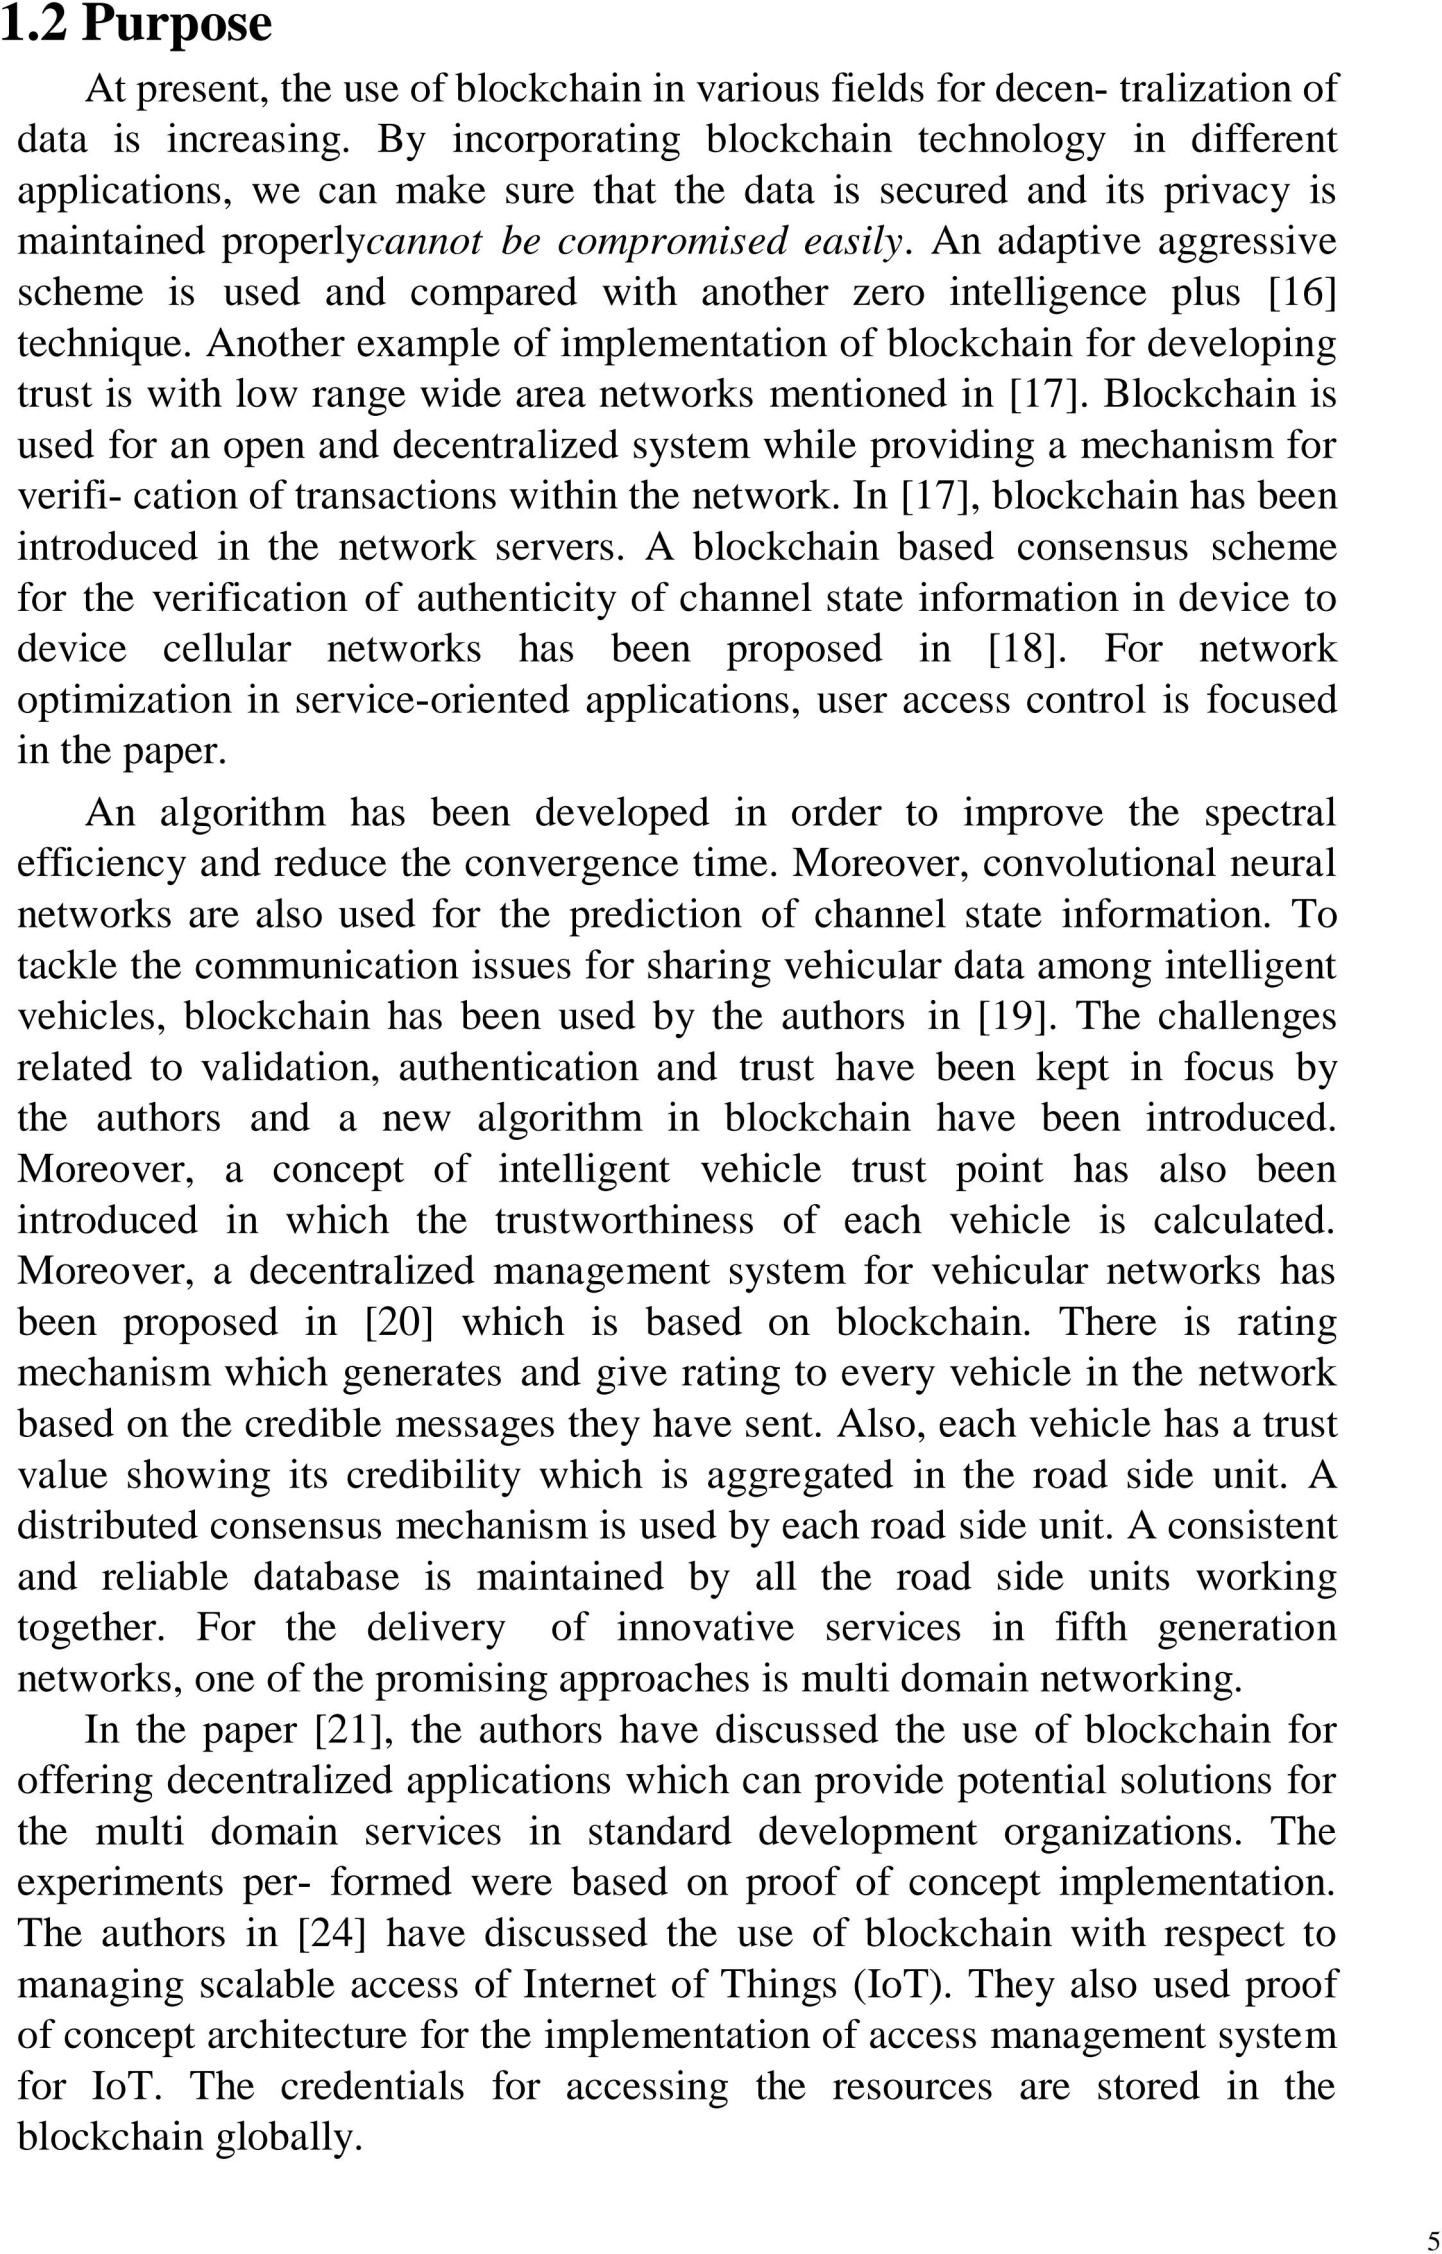 1.2 Purpose
At present, the use of blockchain in various fields for decen- tralization of
data is increasing. By incorporating blockchain technology in different
applications, we can make sure that the data is secured and its privacy is
maintained properlycannot be compromised easily. An adaptive aggressive
scheme is used and compared with another zero intelligence plus [16]
technique. Another example of implementation of blockchain for developing
trust is with low range wide area networks mentioned in [17]. Blockchain is
used for an open and decentralized system while providing a mechanism for
verifi- cation of transactions within the network. In [17], blockchain has been
introduced in the network servers. A blockchain based consensus scheme
for the verification of authenticity of channel state information in device to
device cellular networks has been proposed in [18]. For network
optimization in service-oriented applications, user access control is focused
in the paper.
An algorithm has been developed in order to improve the spectral
efficiency and reduce the convergence time. Moreover, convolutional neural
networks are also used for the prediction of channel state information. To
tackle the communication issues for sharing vehicular data among intelligent
vehicles, blockchain has been used by the authors in [19]. The challenges
related to validation, authentication and trust have been kept in focus by
the authors and a new algorithm in blockchain have been introduced.
Moreover, a concept of intelligent vehicle trust point has also been
introduced in which the trustworthiness of each vehicle is calculated.
Moreover, a decentralized management system for vehicular networks has
been proposed in [20] which is based on blockchain. There is rating
mechanism which generates and give rating to every vehicle in the network
based on the credible messages they have sent. Also, each vehicle has a trust
value showing its credibility which is aggregated in the road side unit. A
distributed consensus mechanism is used by each road side unit. A consistent
and reliable database is maintained by all the road side units working
together. For the delivery of innovative services in fifth generation
networks, one of the promising approaches is multi domain networking.
In the paper [21], the authors have discussed the use of blockchain for
offering decentralized applications which can provide potential solutions for
the multi domain services in standard development organizations. The
experiments per- formed were based on proof of concept implementation.
The authors in [24] have discussed the use of blockchain with respect to
managing scalable access of Internet of Things (IoT). They also used proof
of concept architecture for the implementation of access management system
for IoT. The credentials for accessing the resources are stored in the
blockchain globally.
5